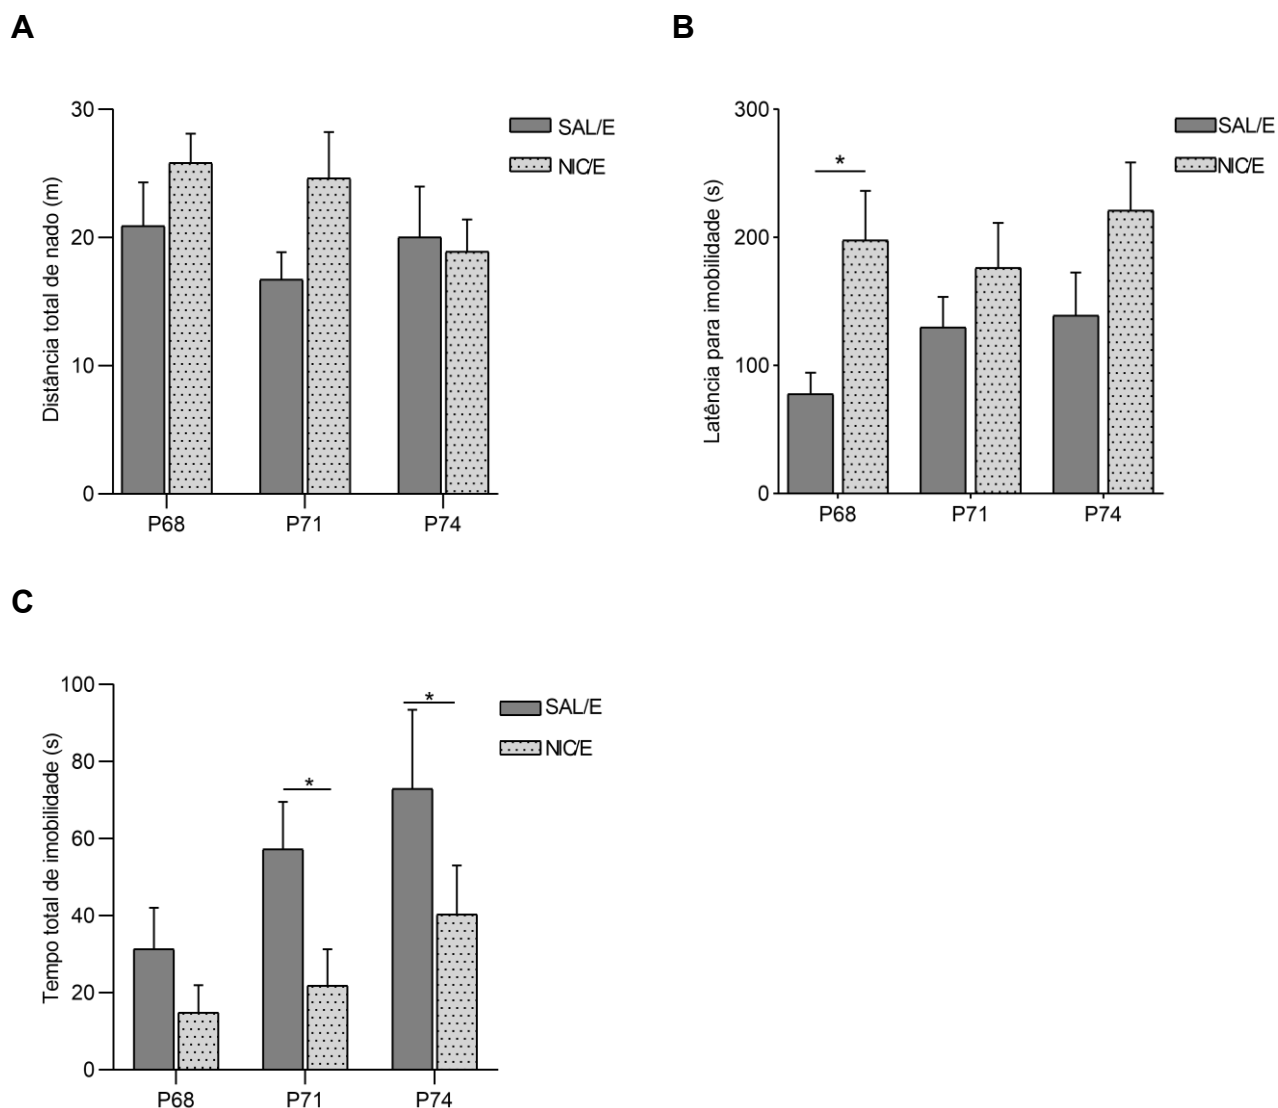 A
Distância total de nado (m)
30
20
10
0
P68
P71
P74
SAL/E
NIC/E
B
Latência para imobilidade (s)
300
200
100
0
*
P68
P71
P74
SAL/E
NIC/E
C
Tempo total de imobilidade (s)
100
80
60
40
20
0
*
*
P68
P71
P74
SAL/E
NIC/E